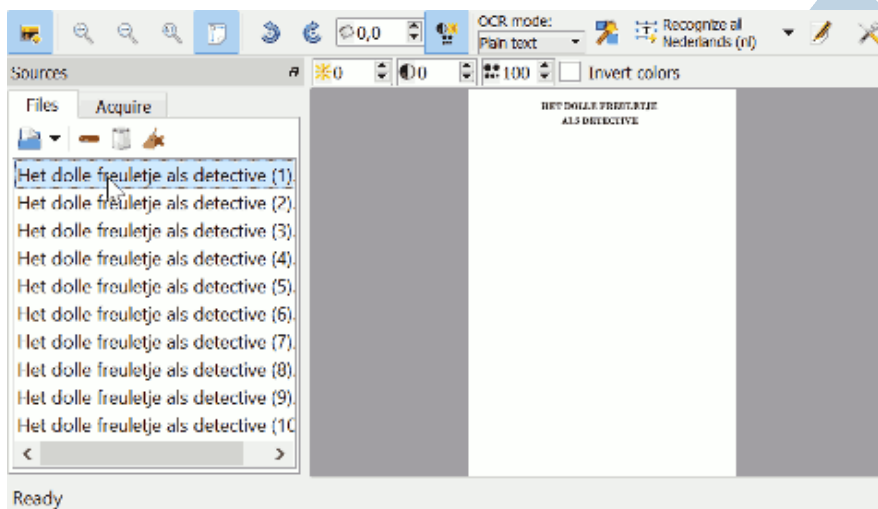 0,0
OCR mode:
Plain text
Recognize all
Nederlands (nl)
Sources
0
0
100
Invert colors
Files
Acquire
Het dolle freuletje als detective (1).
Het dolle freuletje als detective (2).
Het dolle freuletje als detective (3).
Het dolle freuletje als detective (4).
Het dolle freuletje als detective (5).
Het dolle freuletje als detective (6).
Het dolle freuletje als detective (7).
Het dolle freuletje als detective (8).
Het dolle freuletje als detective (9).
Het dolle freuletje als detective (10
HET DOLLE FREULETJE
ALS DETECTIVE
Ready